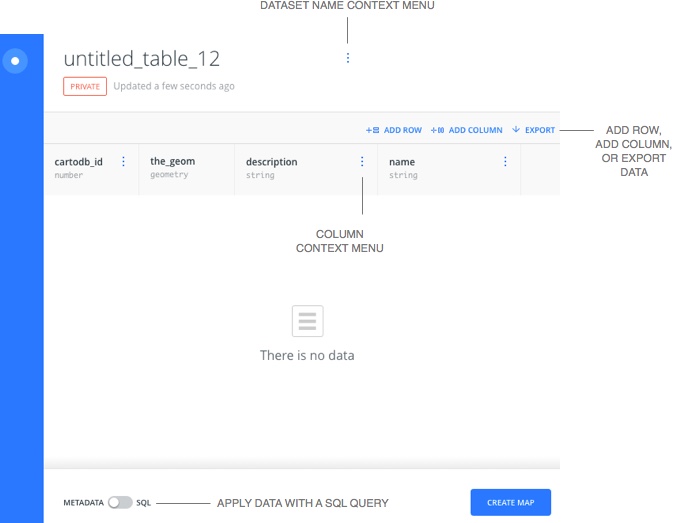 DATASET NAME CONTEXT MENU
untitled_table_12
PRIVATE Updated a few seconds ago
ADD ROW ADD COLUMN EXPORT
ADD ROW,
ADD COLUMN,
OR EXPORT
DATA
cartodb_id the_geom description name
number geometry string string
COLUMN
CONTEXT MENU
There is no data
METADATA SQL APPLY DATA WITH A SQL QUERY CREATE MAP